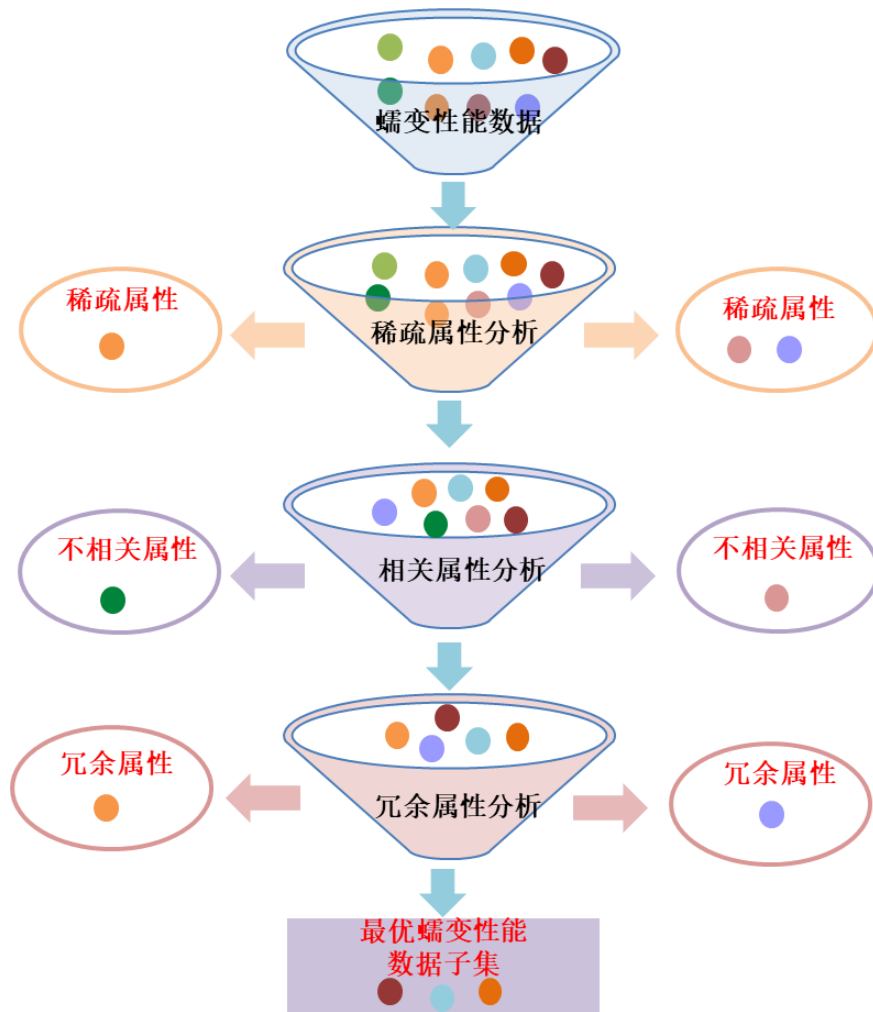 蠕变性能数据
稀疏属性
稀疏属性分析
稀疏属性
不相关属性
相关属性分析
不相关属性
冗余属性
冗余属性分析
冗余属性
最优蠕变性能
数据子集